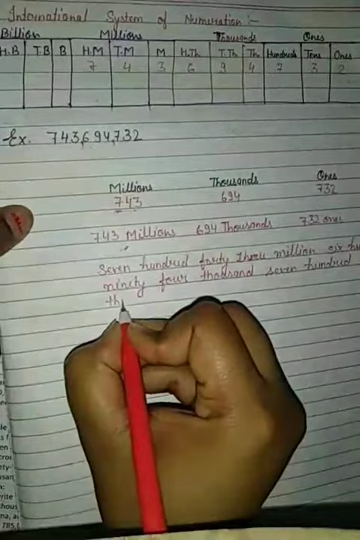 International System of Numeration :-
Billion Millions Thousands Ones
H.B T.B B H.M T.M M H.Th T.Th Th Hundreds Tens Ones
7 4 3 6 9 4 7 3 2
Ex. 743,694,732
Millions Thousands Ones
743 694 732
743 Millions 694 Thousands 732 ones
Seven hundred forty three million six hu
ninety four thousand seven hundred
th